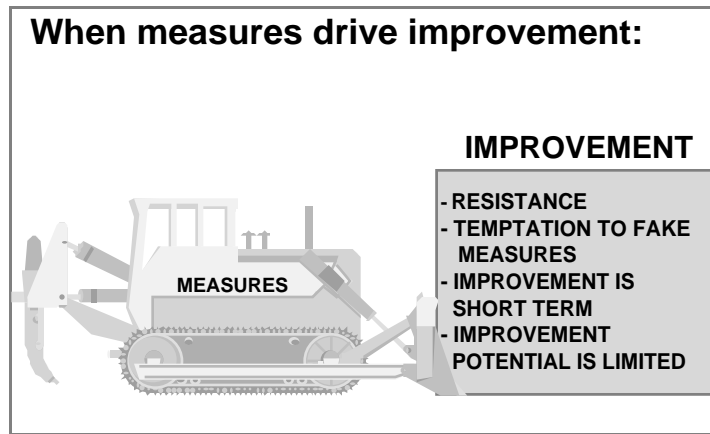 When measures drive improvement:
IMPROVEMENT
- RESISTANCE
- TEMPTATION TO FAKE
MEASURES
- IMPROVEMENT IS
SHORT TERM
- IMPROVEMENT
POTENTIAL IS LIMITED
MEASURES